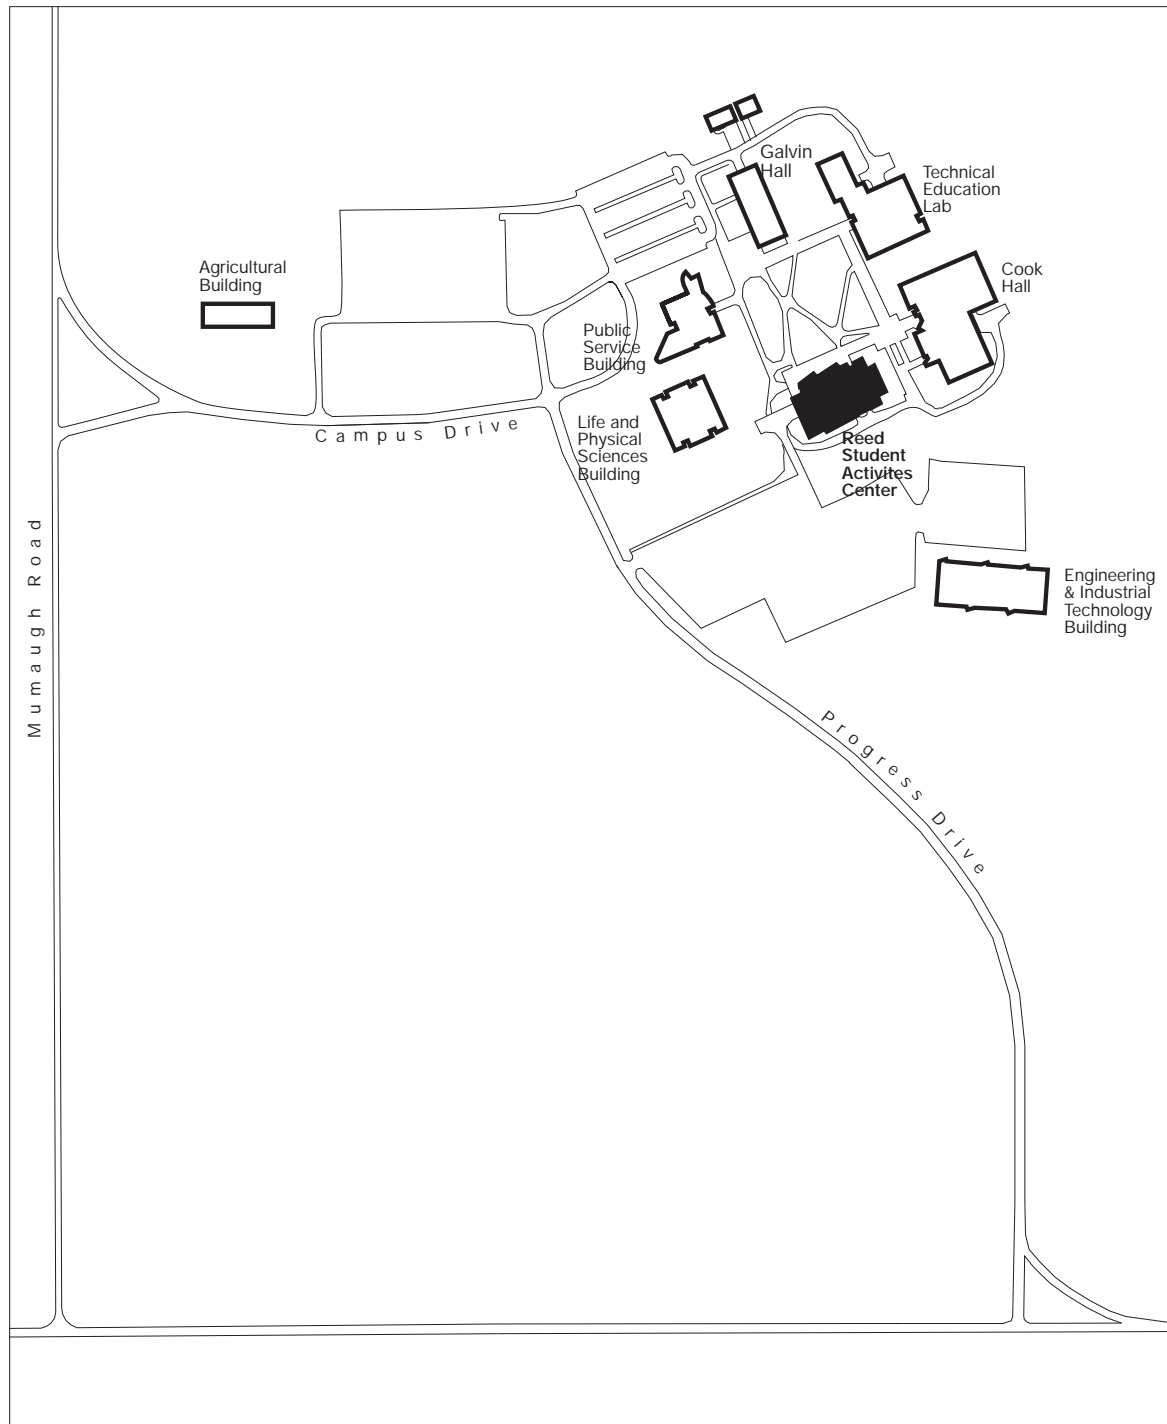 Galvin
Hall
Technical
Education
Lab
Agricultural
Building
Cook
Hall
Public
Service
Building
Life and
Physical
Sciences
Building
Campus Drive
Reed
Student
Activites
Center
Mumaugh Road
Engineering
& Industrial
Technology
Building
Progress Drive